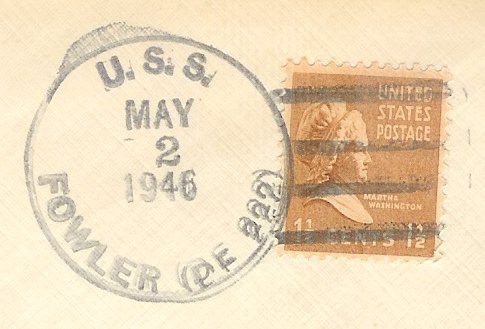 U.S.S.
MAY
2
1946
FOWLER (DE 222)
UNITED
STATES
POSTAGE
MARTHA
WASHINGTON
1½ CENTS 1½